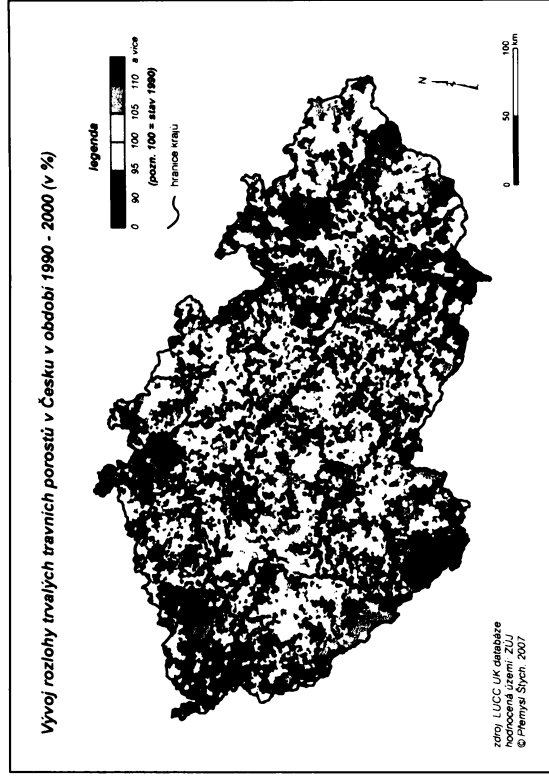 Vývoj rozlohy trvalých travních porostů v Česku v období 1990 - 2000 (v %)
legenda
0 90 95 100 105 110 a více
(pozn. 100 = stav 1990)
hranice krajů
N
0 50 100
km
zdroj: LUCC UK databáze
hodnocená území: ZÚJ
© Přemysl Štych, 2007